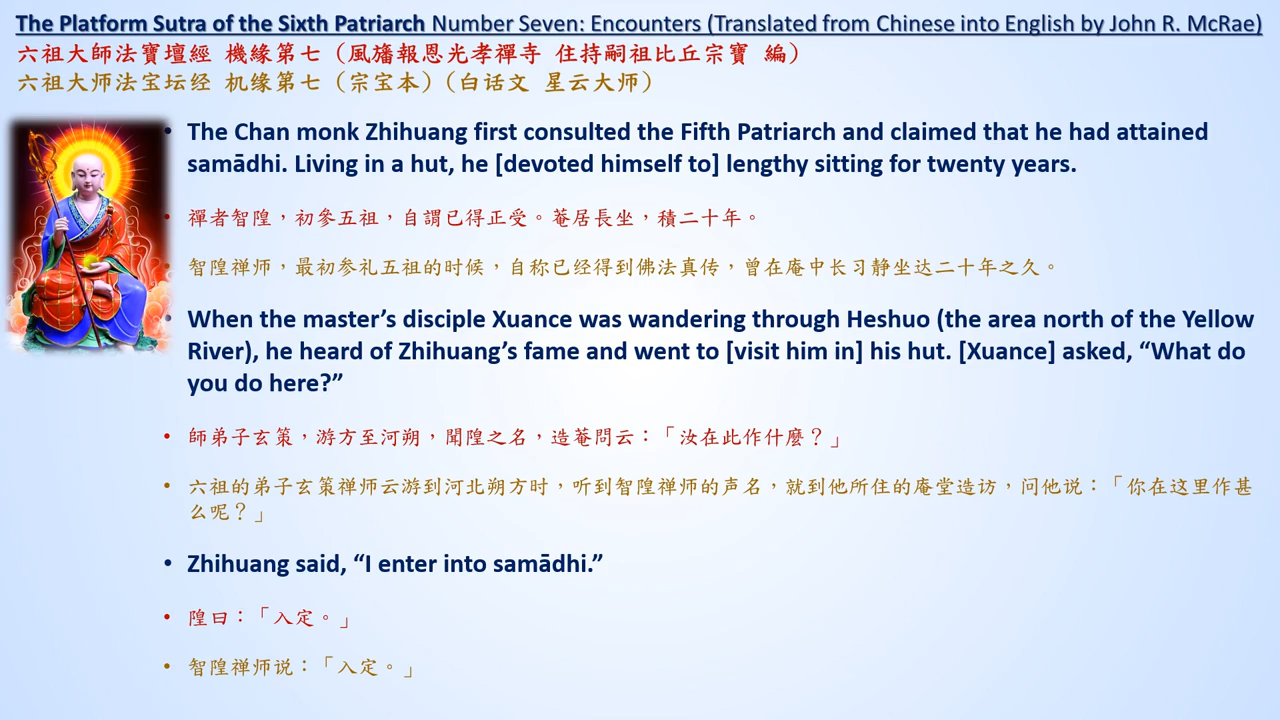 The Platform Sutra of the Sixth Patriarch Number Seven: Encounters (Translated from Chinese into English by John R. McRae)
六祖大師法寶壇經 機緣第七（風旛報恩光孝禪寺 住持嗣祖比丘宗寶 編）
六祖大师法宝坛经 机缘第七（宗宝本）（白话文 星云大师）
• The Chan monk Zhihuang first consulted the Fifth Patriarch and claimed that he had attained
samādhi. Living in a hut, he [devoted himself to] lengthy sitting for twenty years.
• 禪者智隍，初參五祖，自謂已得正受。菴居長坐，積二十年。
• 智隍禅师，最初参礼五祖的时候，自称已经得到佛法真传，曾在庵中长习静坐达二十年之久。
• When the master’s disciple Xuance was wandering through Heshuo (the area north of the Yellow
River), he heard of Zhihuang’s fame and went to [visit him in] his hut. [Xuance] asked, “What do
you do here?”
• 師弟子玄策，游方至河朔，聞隍之名，造菴問云：「汝在此作什麼？」
• 六祖的弟子玄策禅师云游到河北朔方时，听到智隍禅师的声名，就到他所住的庵堂造访，问他说：「你在这里作甚
么呢？」
• Zhihuang said, “I enter into samādhi.”
• 隍曰：「入定。」
• 智隍禅师说：「入定。」